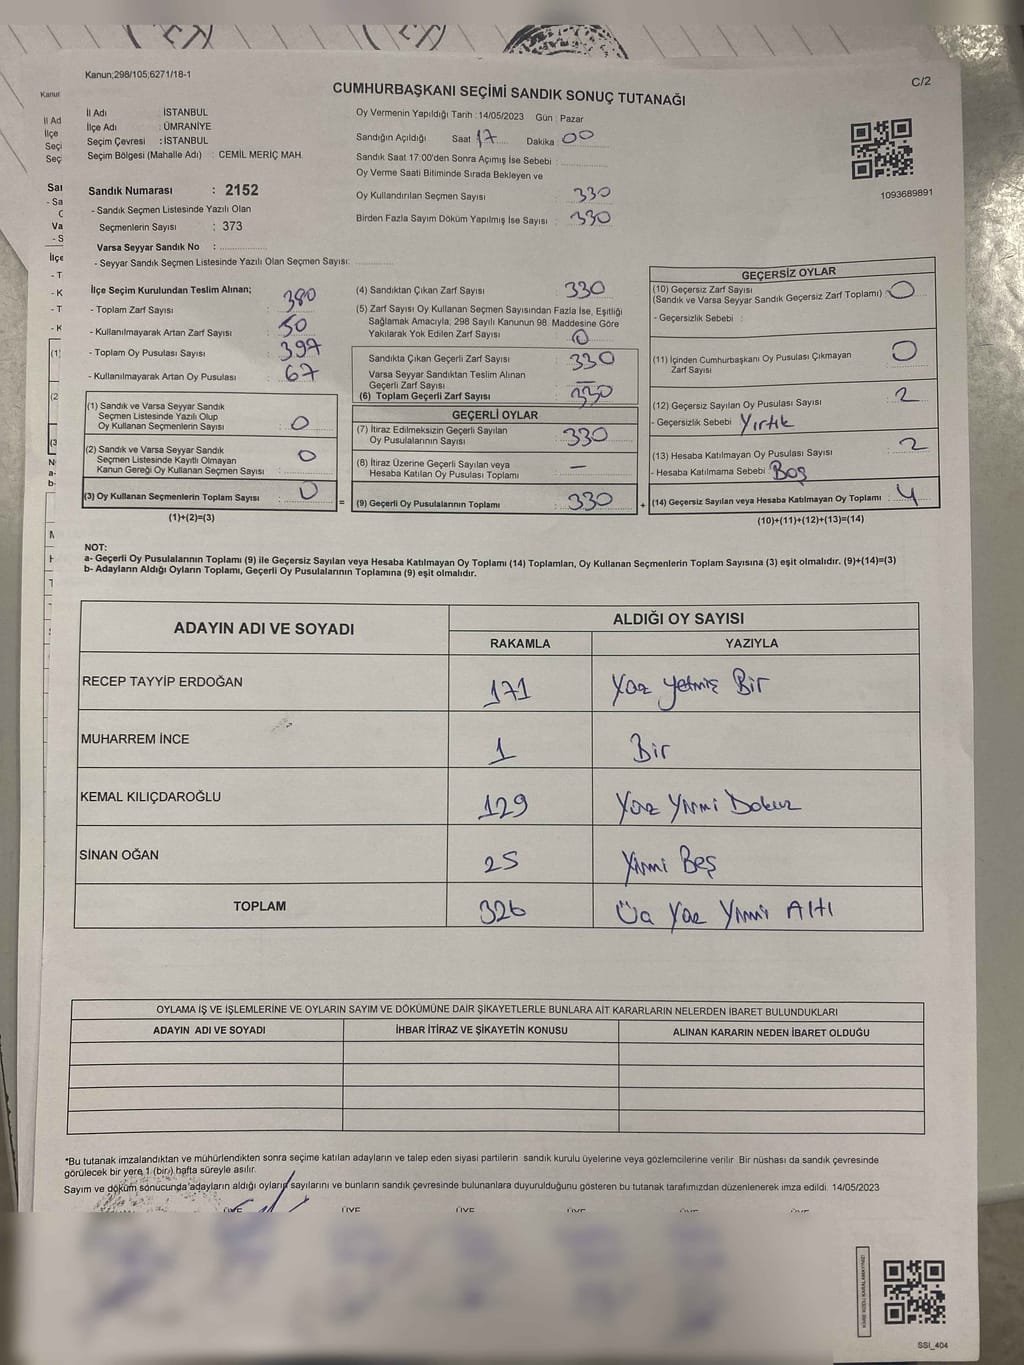 Kanun;298/105;6271/18-1
C/2
CUMHURBAŞKANI SEÇİMİ SANDIK SONUÇ TUTANAĞI
İl Adı : İSTANBUL
İlçe Adı : ÜMRANİYE
Seçim Çevresi : İSTANBUL
Seçim Bölgesi (Mahalle Adı) : CEMİL MERİÇ MAH.
Oy Vermenin Yapıldığı Tarih : 14/05/2023 Gün : Pazar
Sandığın Açıldığı Saat 17 Dakika 00
Sandık Saat 17:00'den Sonra Açımış İse Sebebi :
Oy Verme Saati Bitiminde Sırada Bekleyen ve
Oy Kullandırılan Seçmen Sayısı : 330
Birden Fazla Sayım Döküm Yapılmış İse Sayısı : 330
1093689891
Sandık Numarası : 2152
- Sandık Seçmen Listesinde Yazılı Olan
Seçmenlerin Sayısı : 373
Varsa Seyyar Sandık No :
- Seyyar Sandık Seçmen Listesinde Yazılı Olan Seçmen Sayısı:
İlçe Seçim Kurulundan Teslim Alınan;
- Toplam Zarf Sayısı : 380
- Kullanılmayarak Artan Zarf Sayısı : 50
- Toplam Oy Pusulası Sayısı : 397
- Kullanılmayarak Artan Oy Pusulası : 67
(1) Sandık ve Varsa Seyyar Sandık
Seçmen Listesinde Yazılı Olup
Oy Kullanan Seçmenlerin Sayısı : 0
(2) Sandık ve Varsa Seyyar Sandık
Seçmen Listesinde Kayıtlı Olmayan
Kanun Gereği Oy Kullanan Seçmen Sayısı : 0
(3) Oy Kullanan Seçmenlerin Toplam Sayısı : 0
(1)+(2)=(3)
=
(4) Sandıktan Çıkan Zarf Sayısı : 330
(5) Zarf Sayısı Oy Kullanan Seçmen Sayısından Fazla İse, Eşitliği
Sağlamak Amacıyla, 298 Sayılı Kanunun 98. Maddesine Göre
Yakılarak Yok Edilen Zarf Sayısı : 0
Sandıkta Çıkan Geçerli Zarf Sayısı : 330
Varsa Seyyar Sandıktan Teslim Alınan
Geçerli Zarf Sayısı : —
(6) Toplam Geçerli Zarf Sayısı : 330
GEÇERLİ OYLAR
(7) İtiraz Edilmeksizin Geçerli Sayılan
Oy Pusulalarının Sayısı : 330
(8) İtiraz Üzerine Geçerli Sayılan veya
Hesaba Katılan Oy Pusulası Toplamı : —
(9) Geçerli Oy Pusulalarının Toplamı : 330
+
GEÇERSİZ OYLAR
(10) Geçersiz Zarf Sayısı
(Sandık ve Varsa Seyyar Sandık Geçersiz Zarf Toplamı) : 0
- Geçersizlik Sebebi :
(11) İçinden Cumhurbaşkanı Oy Pusulası Çıkmayan
Zarf Sayısı : 0
(12) Geçersiz Sayılan Oy Pusulası Sayısı : 2
- Geçersizlik Sebebi : Yırtık
(13) Hesaba Katılmayan Oy Pusulası Sayısı : 2
- Hesaba Katılmama Sebebi : Boş
(14) Geçersiz Sayılan veya Hesaba Katılmayan Oy Toplamı : 4
(10)+(11)+(12)+(13)=(14)
NOT:
a- Geçerli Oy Pusulalarının Toplamı (9) ile Geçersiz Sayılan veya Hesaba Katılmayan Oy Toplamı (14) Toplamları, Oy Kullanan Seçmenlerin Toplam Sayısına (3) eşit olmalıdır. (9)+(14)=(3)
b- Adayların Aldığı Oyların Toplamı, Geçerli Oy Pusulalarının Toplamına (9) eşit olmalıdır.
ADAYIN ADI VE SOYADI ALDIĞI OY SAYISI
RAKAMLA YAZIYLA
RECEP TAYYİP ERDOĞAN 171 Yüz Yetmiş Bir
MUHARREM İNCE 1 Bir
KEMAL KILIÇDAROĞLU 129 Yüz Yirmi Dokuz
SİNAN OĞAN 25 Yirmi Beş
TOPLAM 326 Üç Yüz Yirmi Altı
OYLAMA İŞ VE İŞLEMLERİNE VE OYLARIN SAYIM VE DÖKÜMÜNE DAİR ŞİKAYETLERLE BUNLARA AİT KARARLARIN NELERDEN İBARET BULUNDUKLARI
ADAYIN ADI VE SOYADI İHBAR İTİRAZ VE ŞİKAYETİN KONUSU ALINAN KARARIN NEDEN İBARET OLDUĞU
*Bu tutanak imzalandıktan ve mühürlendikten sonra seçime katılan adayların ve talep eden siyasi partilerin sandık kurulu üyelerine veya gözlemcilerine verilir. Bir nüshası da sandık çevresinde
görülecek bir yere 1 (bir) hafta süreyle asılır.
Sayım ve döküm sonucunda adayların aldığı oyların sayılarını ve bunların sandık çevresinde bulunanlara duyurulduğunu gösteren bu tutanak tarafımızdan düzenlenerek imza edildi. 14/05/2023
ÜYE ÜYE ÜYE ÜYE ÜYE ÜYE
SSİ_404